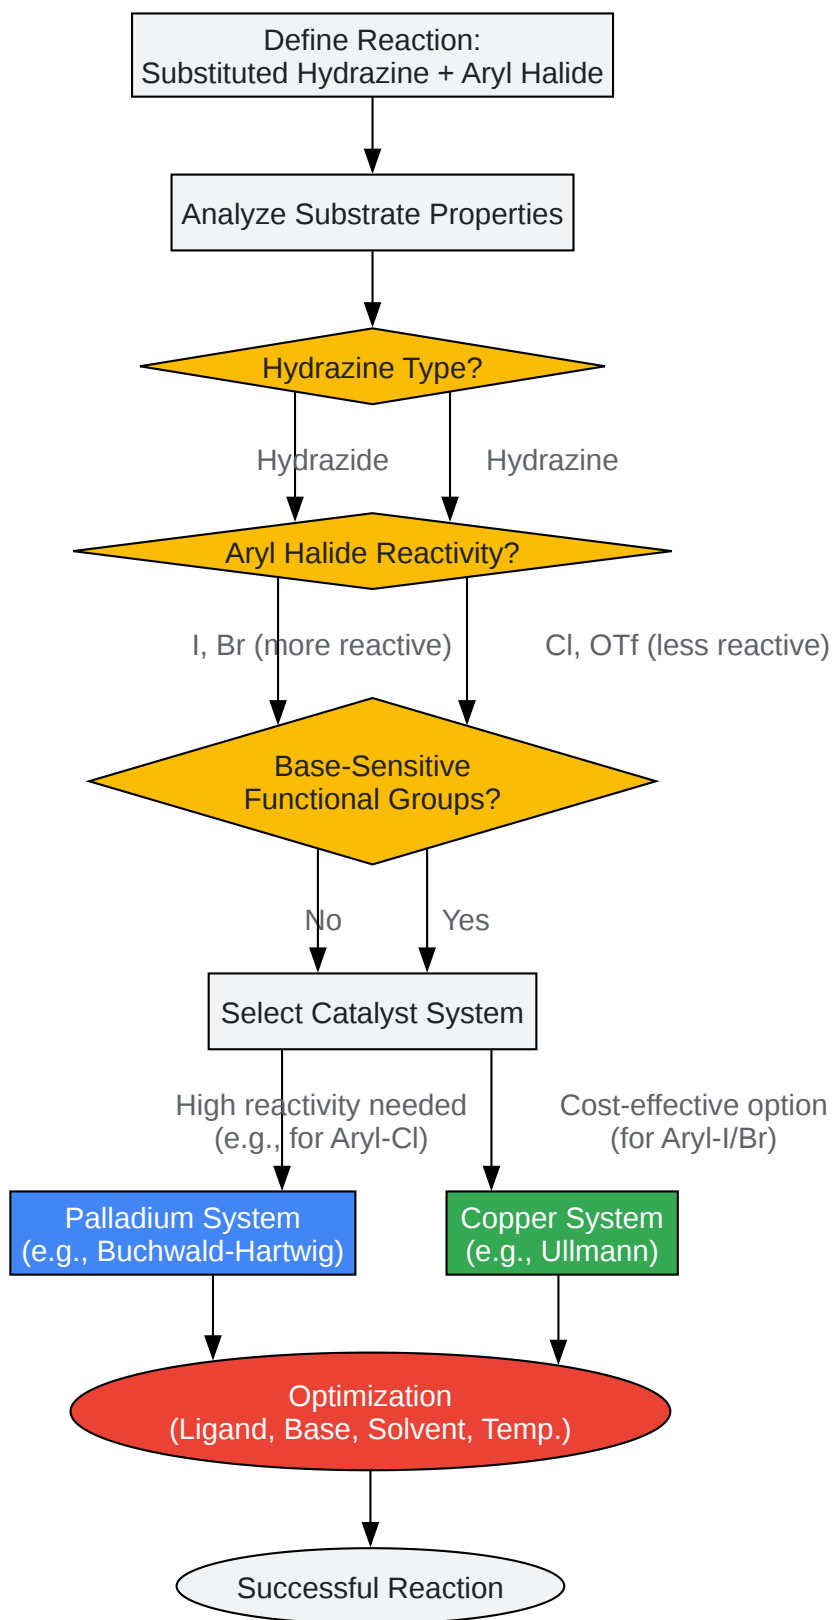 Define Reaction:
Substituted Hydrazine + Aryl Halide
Analyze Substrate Properties
Hydrazine Type?
Hydrazide
Hydrazine
Aryl Halide Reactivity?
I, Br (more reactive)
Cl, OTf (less reactive)
Base-Sensitive
Functional Groups?
No
Yes
Select Catalyst System
High reactivity needed
(e.g., for Aryl-Cl)
Cost-effective option
(for Aryl-I/Br)
Palladium System
(e.g., Buchwald-Hartwig)
Copper System
(e.g., Ullmann)
Optimization
(Ligand, Base, Solvent, Temp.)
Successful Reaction